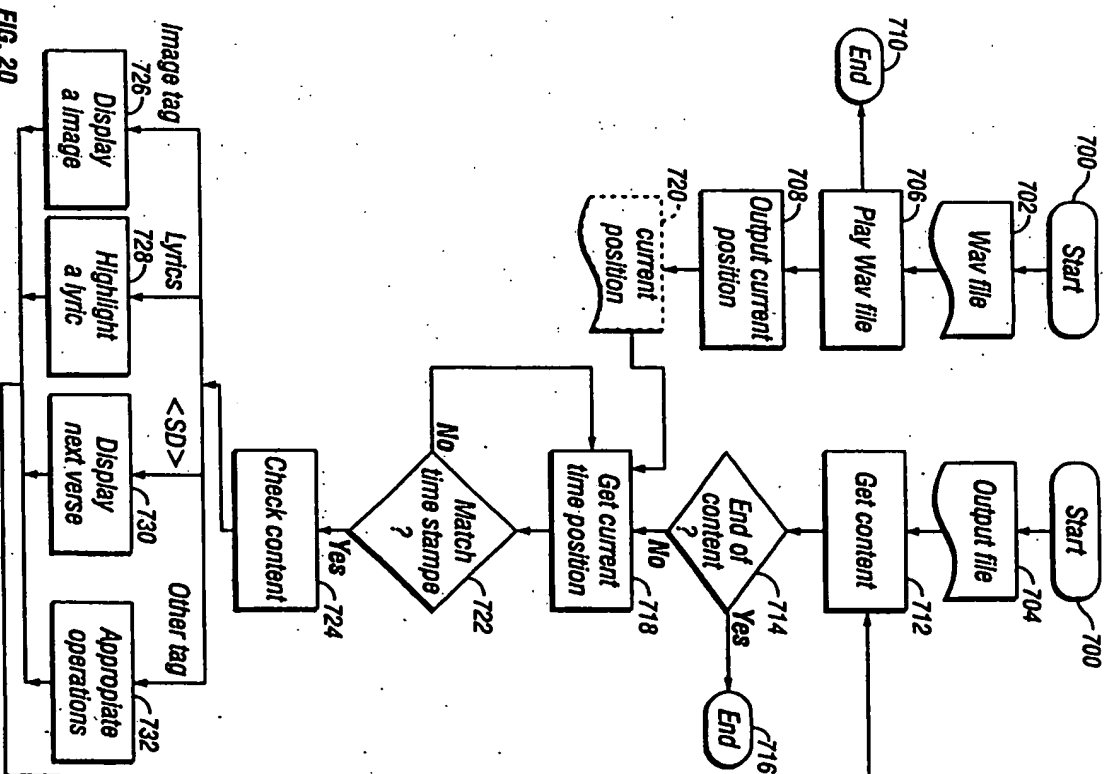 700
Start
702
Wav file
706
Play Wav file
710
End
708
Output current
position
720
current
position
700
Start
704
Output file
712
Get content
714
End of
content
?
Yes
716
End
No
718
Get current
time position
722
Match
time stampe
?
No
Yes
724
Check content
Image tag
726
Display
a image
Lyrics
728
Highlight
a lyric
<SD>
730
Display
next verse
Other tag
732
Appropiate
operations
FIG. 20